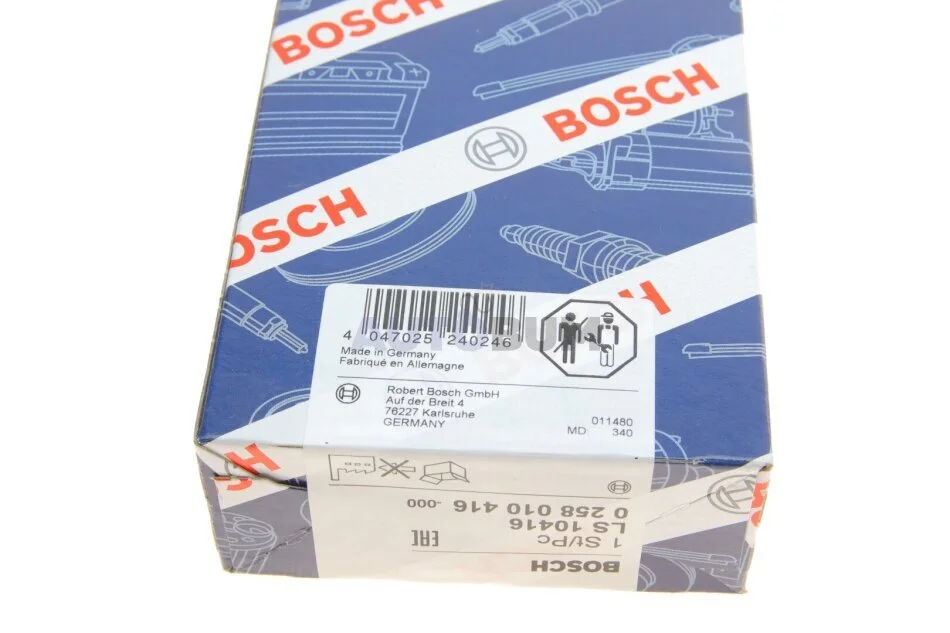 BOSCH
BOSCH
BOSCH
H
AUTODUM
4 047025 240246
Made in Germany
Fabriqué en Allemagne
Robert Bosch GmbH
Auf der Breit 4
76227 Karlsruhe
GERMANY
011480
MD: 340
0 258 010 416 -000
LS 10416
1 St/Pc
EAC
BOSCH